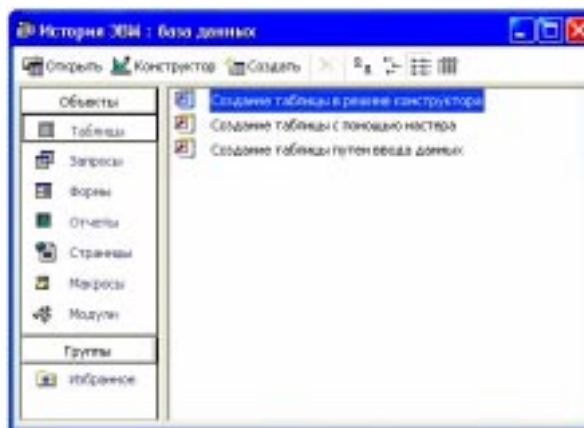 История ЭВМ : база данных
Открыть Конструктор Создать
Объекты
Таблицы
Запросы
Формы
Отчеты
Страницы
Макросы
Модули
Группы
Избранное
Создание таблицы в режиме конструктора
Создание таблицы с помощью мастера
Создание таблицы путем ввода данных